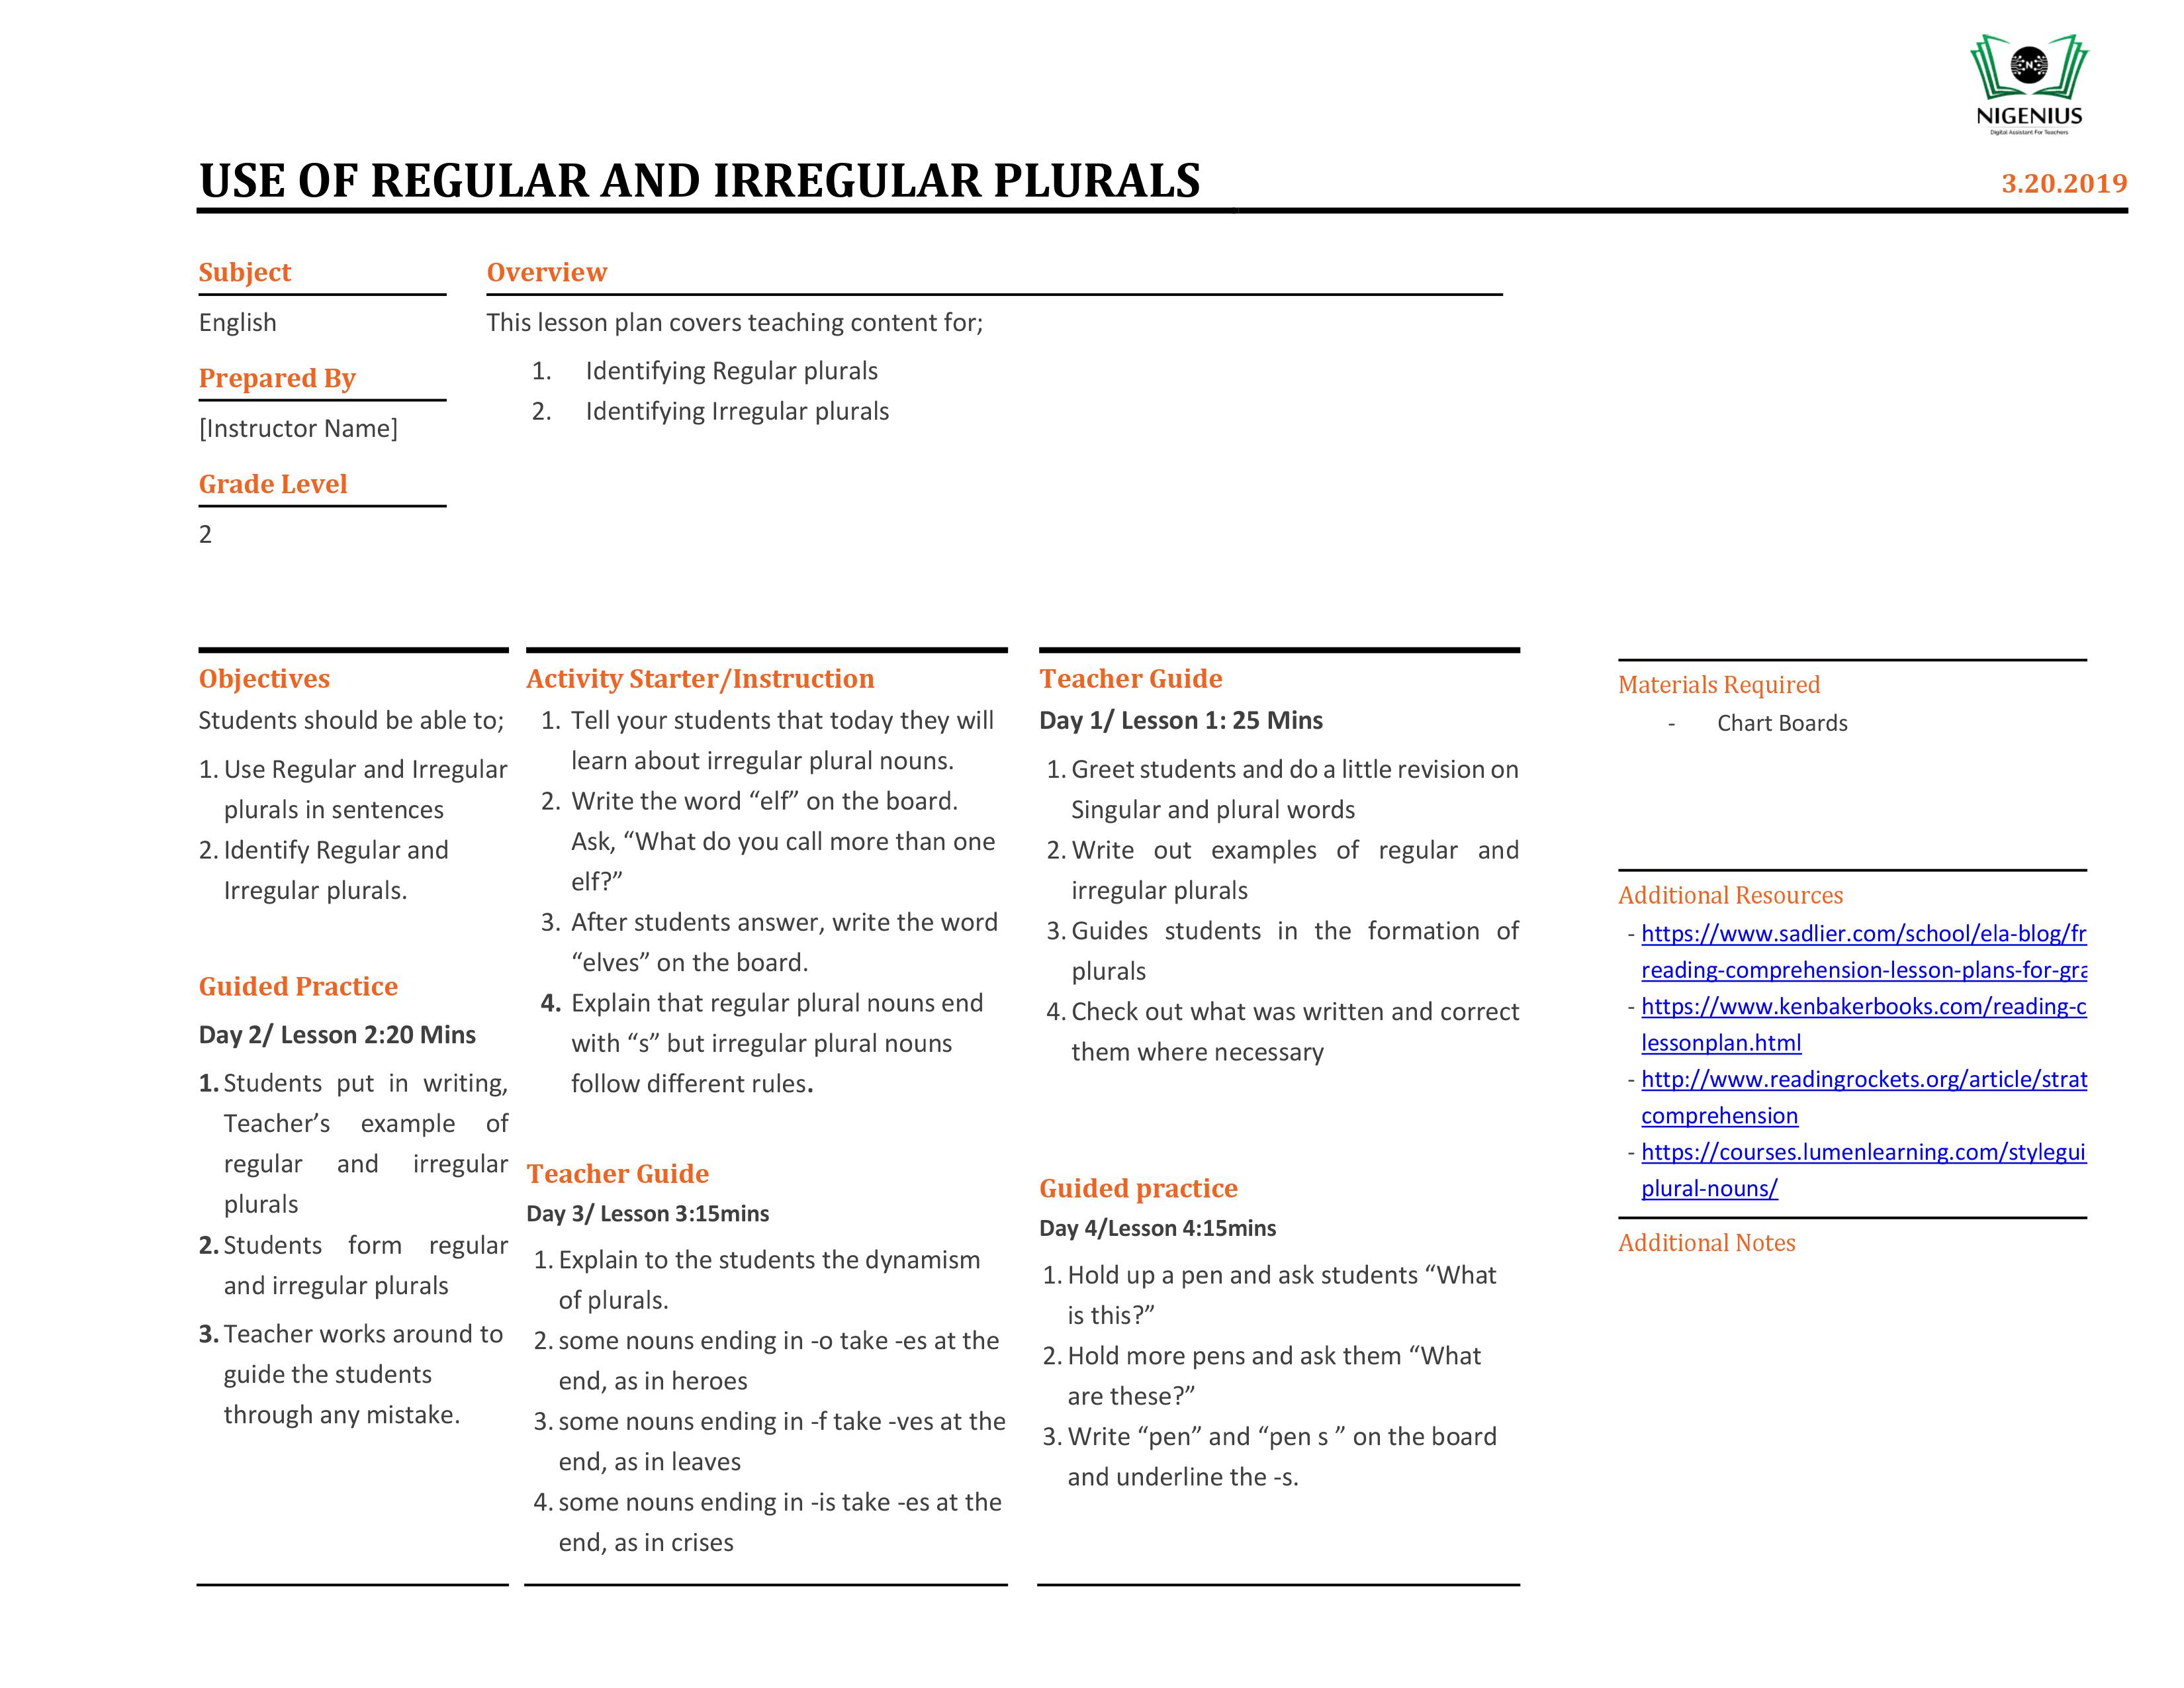 NIGENIUS
Digital Assistant For Teachers
USE OF REGULAR AND IRREGULAR PLURALS
3.20.2019
Subject
English
Prepared By
[Instructor Name]
Grade Level
2
Overview
This lesson plan covers teaching content for;
1. Identifying Regular plurals
2. Identifying Irregular plurals
Objectives
Students should be able to;
1. Use Regular and Irregular
plurals in sentences
2. Identify Regular and
Irregular plurals.
Guided Practice
Day 2/ Lesson 2:20 Mins
1. Students put in writing,
Teacher’s example of
regular and irregular
plurals
2. Students form regular
and irregular plurals
3. Teacher works around to
guide the students
through any mistake.
Activity Starter/Instruction
1. Tell your students that today they will
learn about irregular plural nouns.
2. Write the word “elf” on the board.
Ask, “What do you call more than one
elf?”
3. After students answer, write the word
“elves” on the board.
4. Explain that regular plural nouns end
with “s” but irregular plural nouns
follow different rules.
Teacher Guide
Day 3/ Lesson 3:15mins
1. Explain to the students the dynamism
of plurals.
2. some nouns ending in -o take -es at the
end, as in heroes
3. some nouns ending in -f take -ves at the
end, as in leaves
4. some nouns ending in -is take -es at the
end, as in crises
Teacher Guide
Day 1/ Lesson 1: 25 Mins
1. Greet students and do a little revision on
Singular and plural words
2. Write out examples of regular and
irregular plurals
3. Guides students in the formation of
plurals
4. Check out what was written and correct
them where necessary
Guided practice
Day 4/Lesson 4:15mins
1. Hold up a pen and ask students “What
is this?”
2. Hold more pens and ask them “What
are these?”
3. Write “pen” and “pen s ” on the board
and underline the -s.
Materials Required
- Chart Boards
Additional Resources
- https://www.sadlier.com/school/ela-blog/fr
reading-comprehension-lesson-plans-for-gra
- https://www.kenbakerbooks.com/reading-c
lessonplan.html
- http://www.readingrockets.org/article/strat
comprehension
- https://courses.lumenlearning.com/stylegui
plural-nouns/
Additional Notes